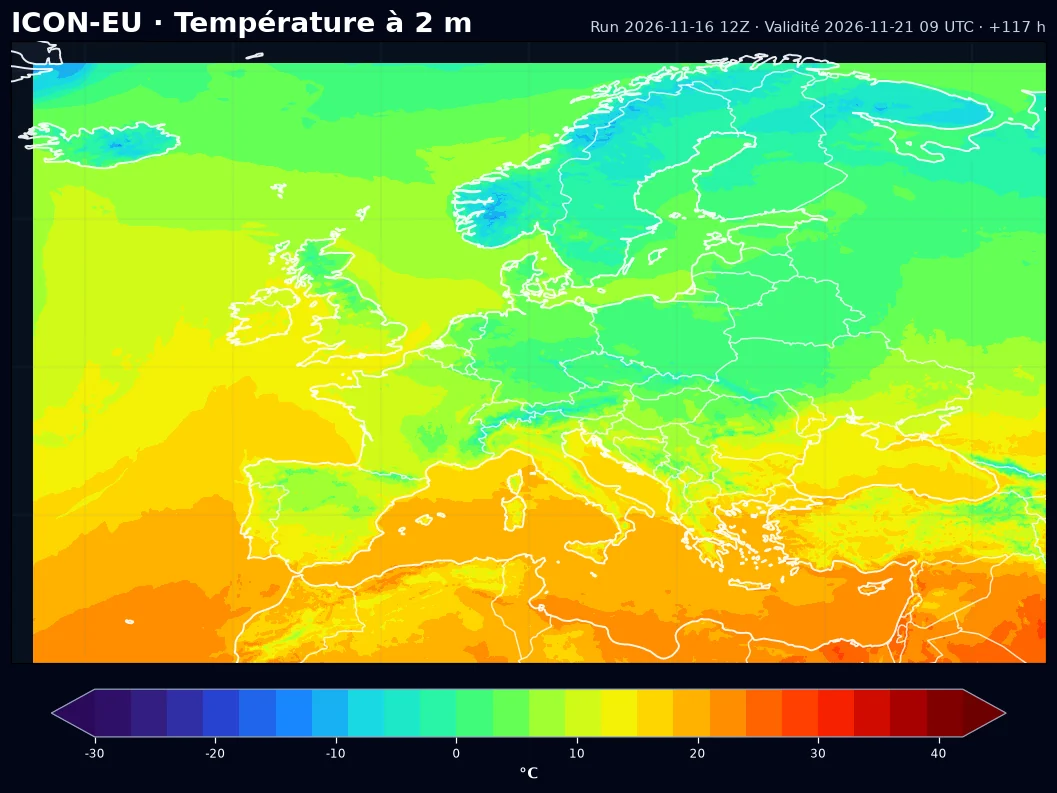 ICON-EU · Température à 2 m
Run 2026-11-16 12Z · Validité 2026-11-21 09 UTC · +117 h
-30 -20 -10 0 10 20 30 40
°C